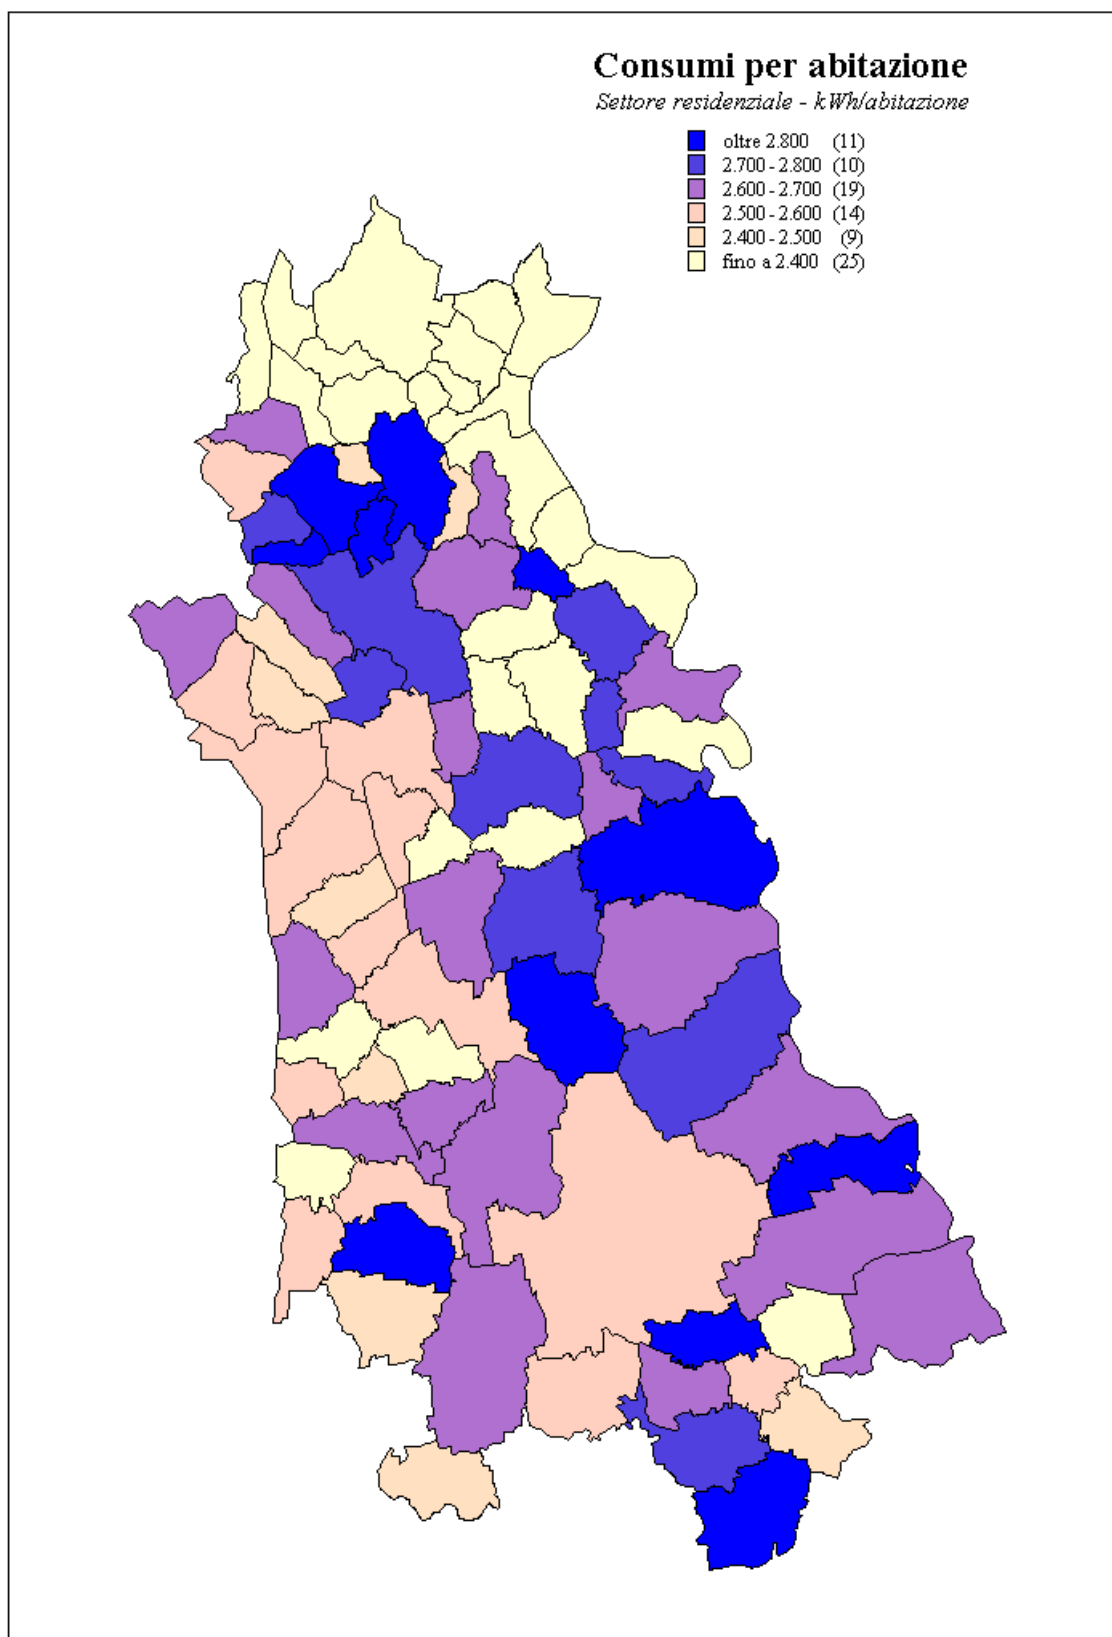 Consumi per abitazione
Settore residenziale - kWh/abitazione
oltre 2.800 (11)
2.700 - 2.800 (10)
2.600 - 2.700 (19)
2.500 - 2.600 (14)
2.400 - 2.500 (9)
fino a 2.400 (25)